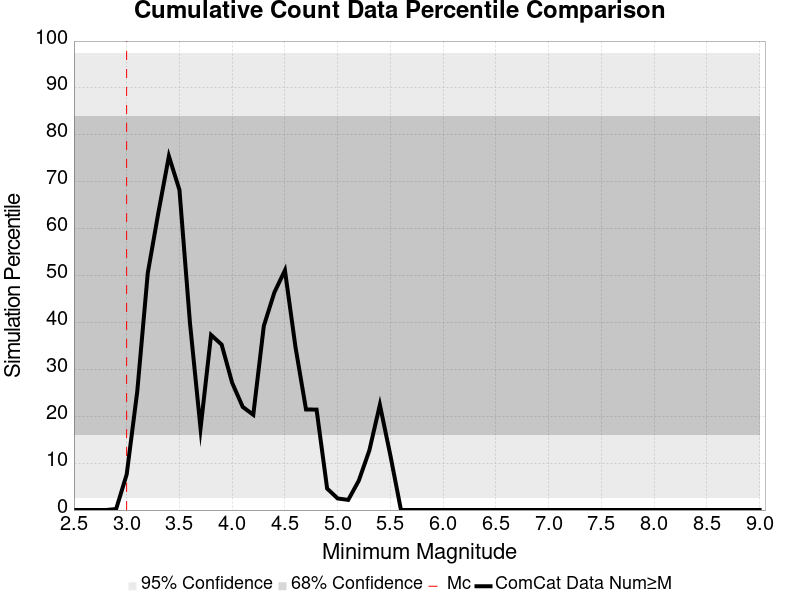 Cumulative Count Data Percentile Comparison
100
90
80
70
60
50
40
30
20
10
0
Simulation Percentile
2.5 3.0 3.5 4.0 4.5 5.0 5.5 6.0 6.5 7.0 7.5 8.0 8.5 9.0
Minimum Magnitude
95% Confidence 68% Confidence Mc ComCat Data Num≥M